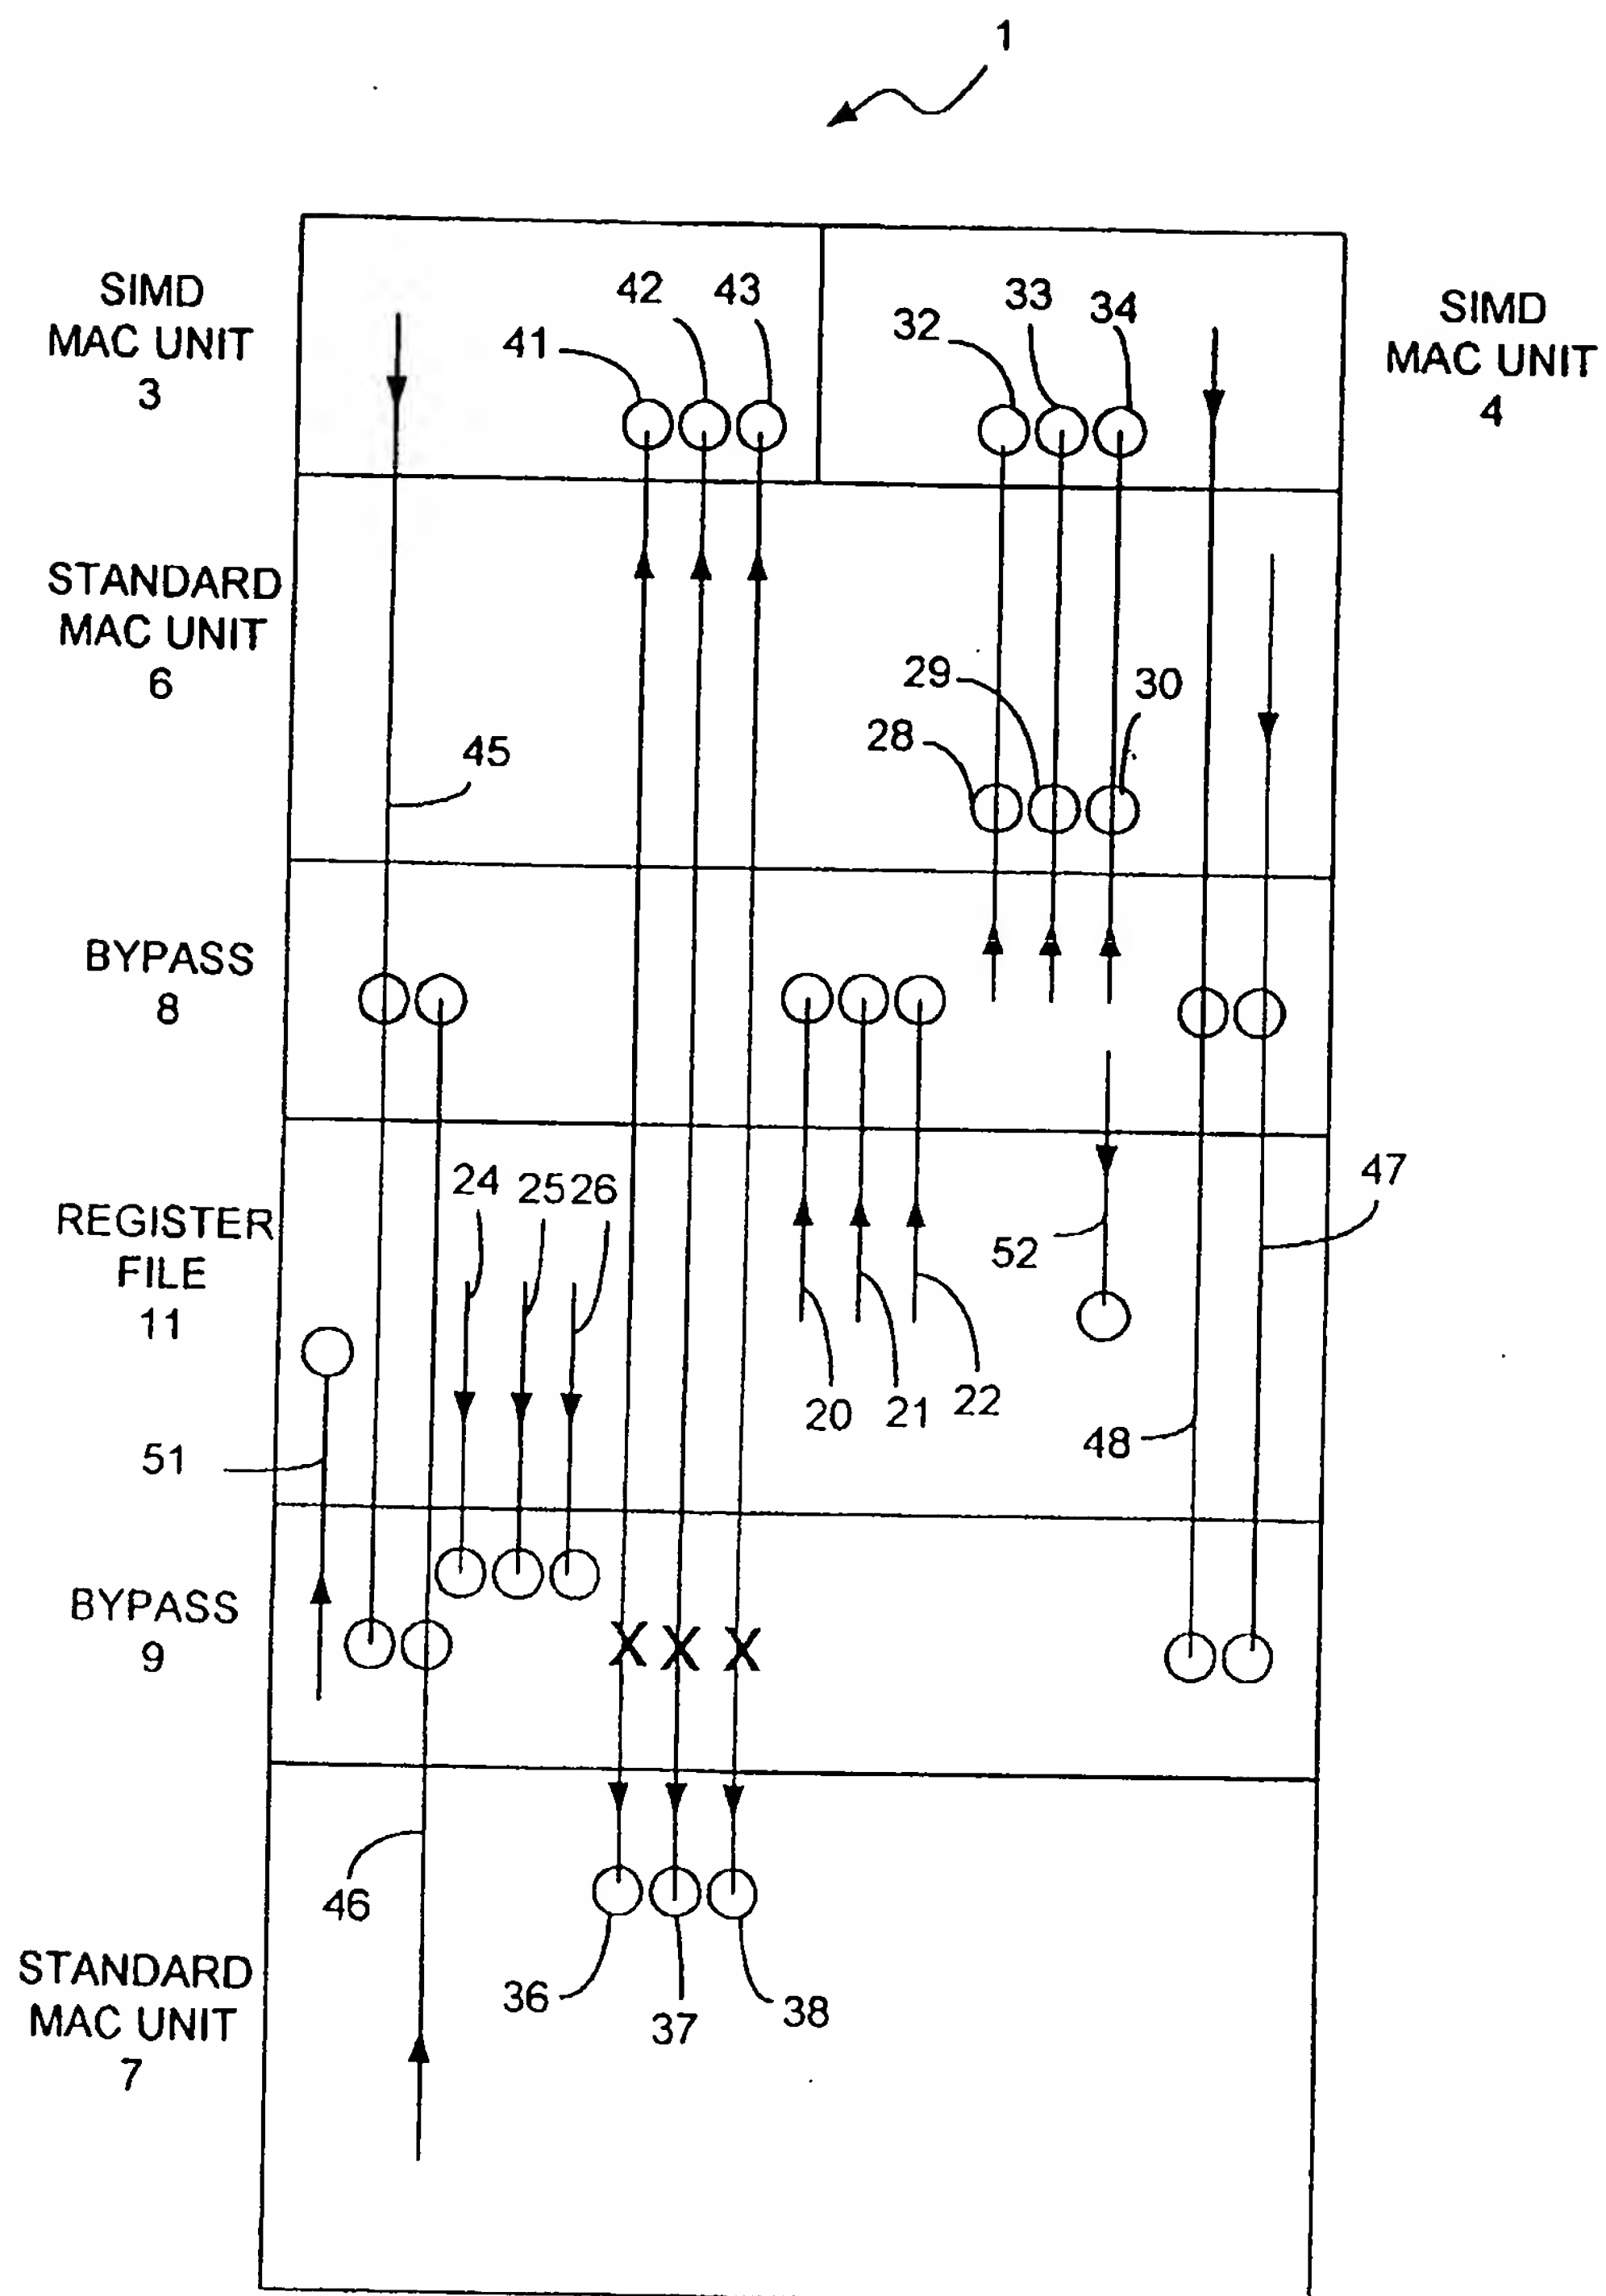 1
SIMD
MAC UNIT
3
41
42
43
32
33
34
SIMD
MAC UNIT
4
STANDARD
MAC UNIT
6
45
28
29
30
BYPASS
8
REGISTER
FILE
11
24
25
26
51
20
21
22
52
47
48
BYPASS
9
X X X
46
STANDARD
MAC UNIT
7
36
37
38